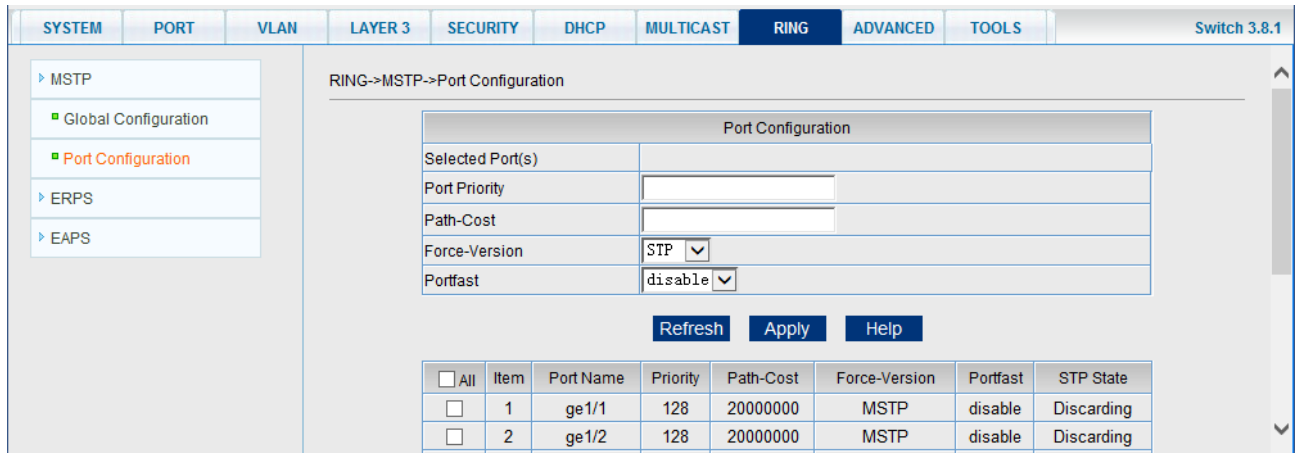 SYSTEM PORT VLAN LAYER 3 SECURITY DHCP MULTICAST RING ADVANCED TOOLS Switch 3.8.1
MSTP
Global Configuration
Port Configuration
ERPS
EAPS
RING->MSTP->Port Configuration
Port Configuration
Selected Port(s)
Port Priority
Path-Cost
Force-Version STP
Portfast disable
Refresh Apply Help
All Item Port Name Priority Path-Cost Force-Version Portfast STP State
1 ge1/1 128 20000000 MSTP disable Discarding
2 ge1/2 128 20000000 MSTP disable Discarding